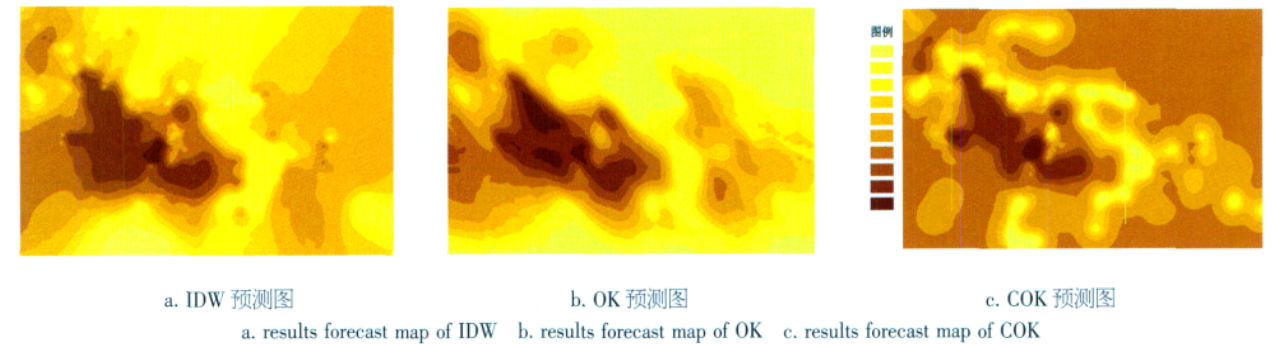 图例
a. IDW 预测图
b. OK 预测图
c. COK 预测图
a. results forecast map of IDW b. results forecast map of OK c. results forecast map of COK